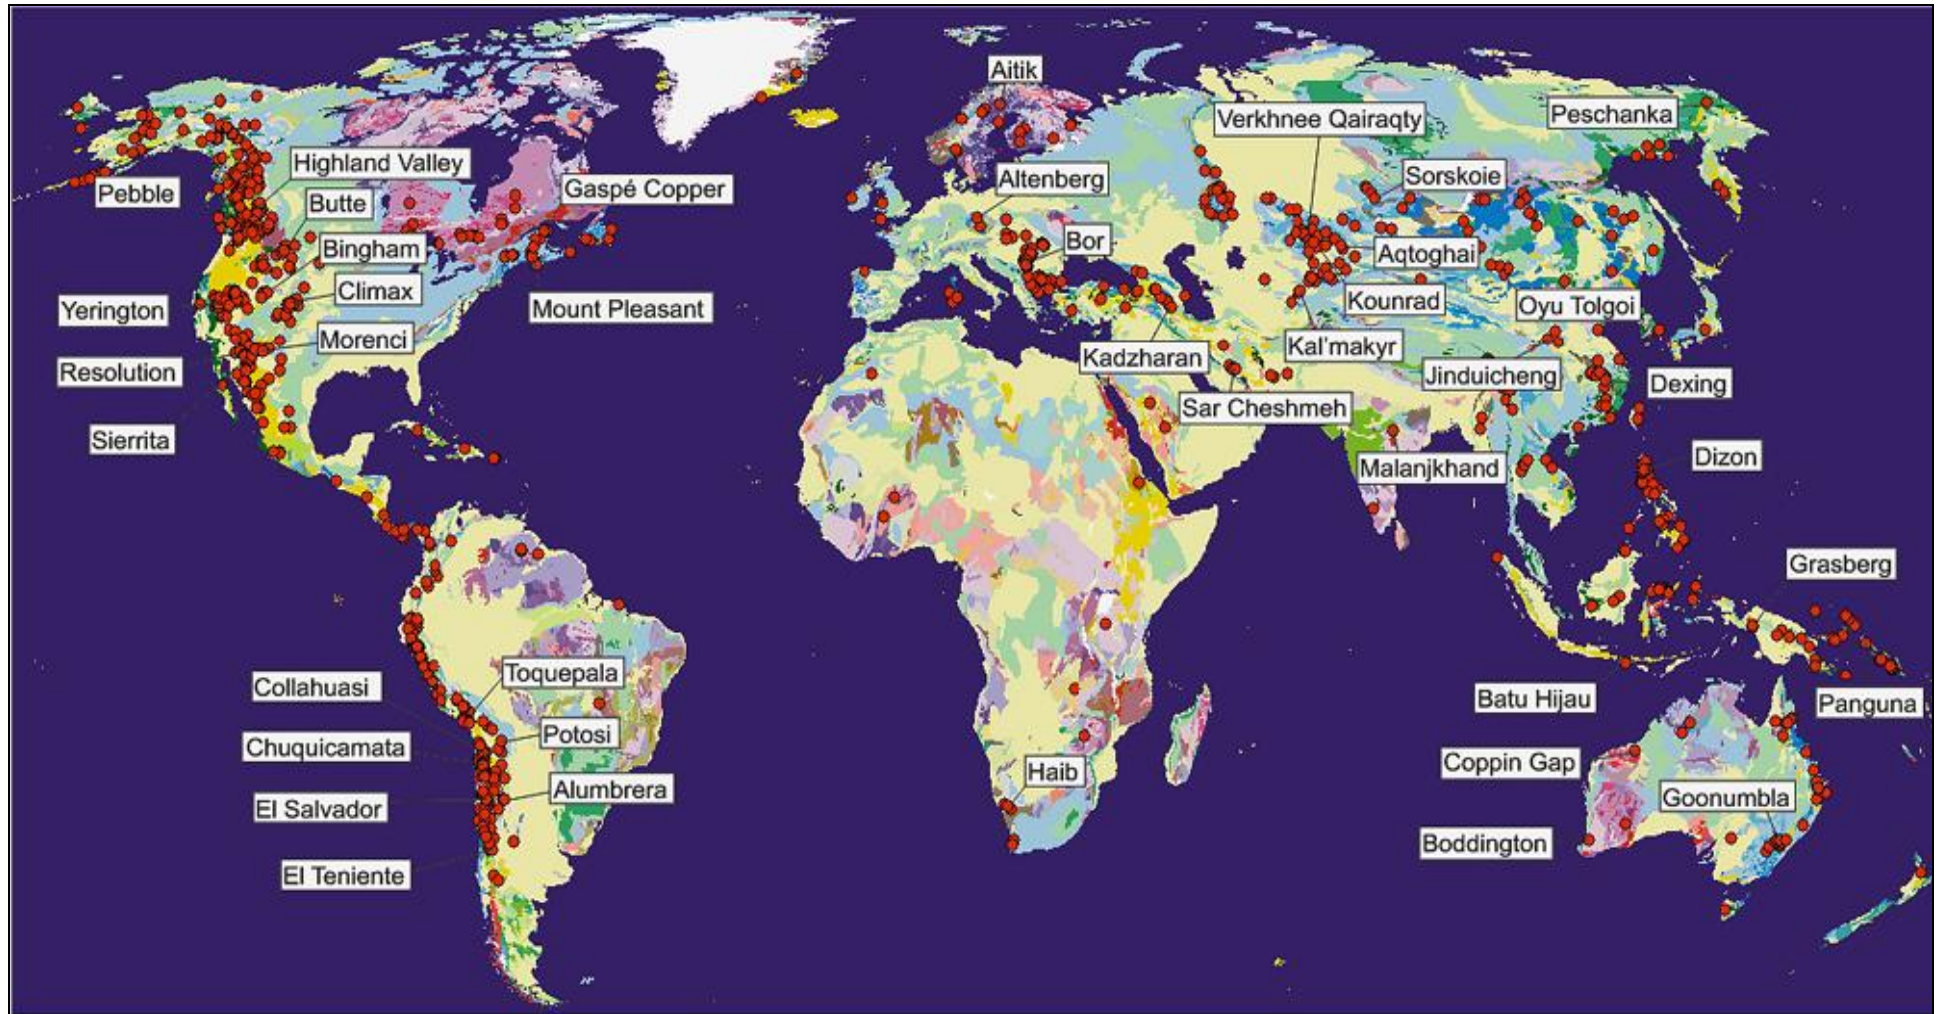 Aitik
Verkhnee Qairaqty
Peschanka
Highland Valley
Pebble
Gaspé Copper
Altenberg
Sorskoie
Butte
Bor
Bingham
Aqtoghai
Climax
Yerington
Mount Pleasant
Kounrad
Oyu Tolgoi
Morenci
Kadzharan
Kal'makyr
Resolution
Jinduicheng
Dexing
Sar Cheshmeh
Sierrita
Malanjkhand
Dizon
Grasberg
Collahuasi
Toquepala
Batu Hijau
Panguna
Chuquicamata
Potosi
Coppin Gap
Haib
Alumbrera
Goonumbla
El Salvador
Boddington
El Teniente